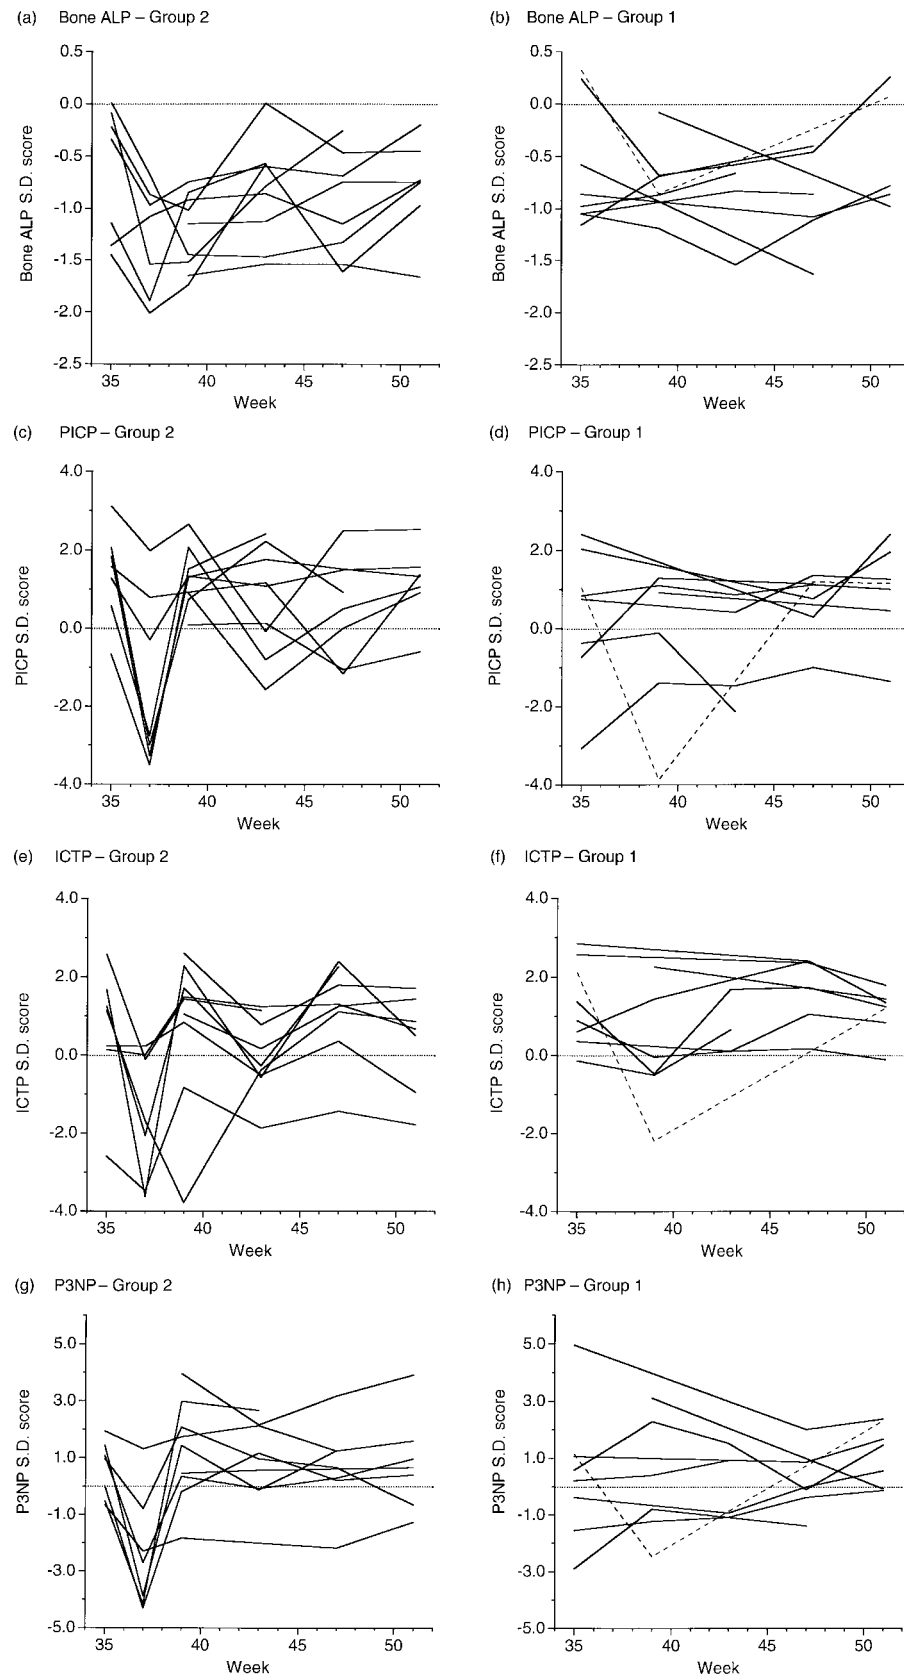 (a) Bone ALP – Group 2
(b) Bone ALP – Group 1
0.5
0.0
-0.5
-1.0
-1.5
-2.0
-2.5
Bone ALP S.D. score
35 40 45 50
Week
0.5
0.0
-0.5
-1.0
-1.5
-2.0
-2.5
Bone ALP S.D. score
35 40 45 50
Week
(c) PICP – Group 2
(d) PICP – Group 1
4.0
2.0
0.0
-2.0
-4.0
PICP S.D. score
35 40 45 50
Week
4.0
2.0
0.0
-2.0
-4.0
PICP S.D. score
35 40 45 50
Week
(e) ICTP – Group 2
(f) ICTP – Group 1
4.0
2.0
0.0
-2.0
-4.0
ICTP S.D. score
35 40 45 50
Week
4.0
2.0
0.0
-2.0
-4.0
ICTP S.D. score
35 40 45 50
Week
(g) P3NP – Group 2
(h) P3NP – Group 1
5.0
3.0
1.0
-1.0
-3.0
-5.0
P3NP S.D. score
35 40 45 50
Week
5.0
3.0
1.0
-1.0
-3.0
-5.0
P3NP S.D. score
35 40 45 50
Week